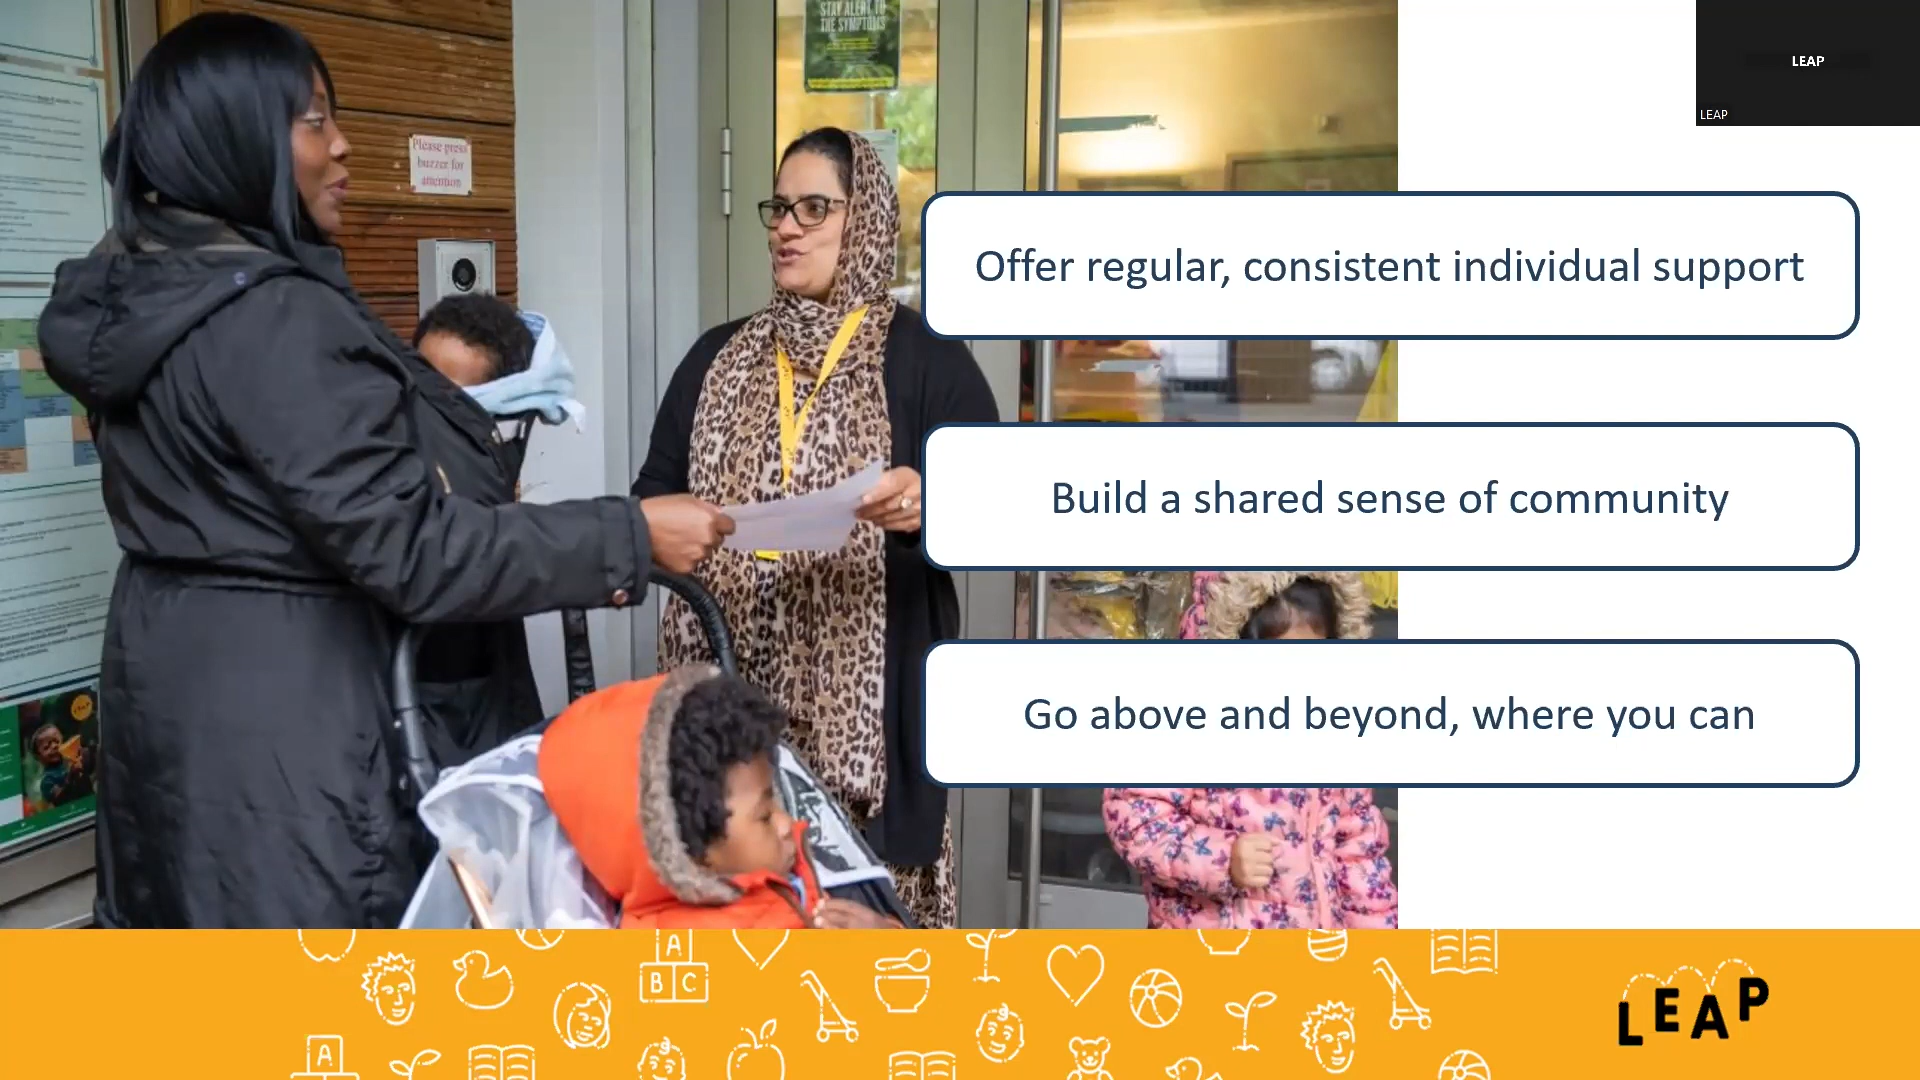 STAY ALERT TO
THE SYMPTOMS
LEAP
LEAP
Please press
buzzer for
attention
Offer regular, consistent individual support
Build a shared sense of community
Go above and beyond, where you can
A
B C
A
LEAP